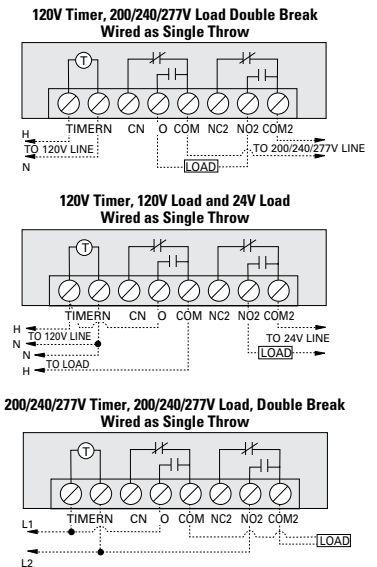 120V Timer, 200/240/277V Load Double Break
Wired as Single Throw
T
TIMERN CN O COM NC2 NO2 COM2
H
TO 120V LINE
N
LOAD
TO 200/240/277V LINE
120V Timer, 120V Load and 24V Load
Wired as Single Throw
T
TIMERN CN O COM NC2 NO2 COM2
H
TO 120V LINE
N
N
TO LOAD
H
TO 24V LINE
LOAD
200/240/277V Timer, 200/240/277V Load, Double Break
Wired as Single Throw
T
TIMERN CN O COM NC2 NO2 COM2
L1
LOAD
L2